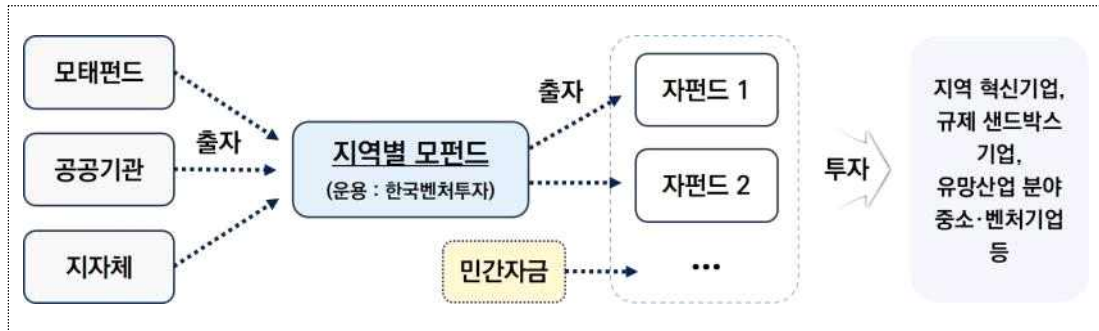 모태펀드
공공기관
지자체
출자
지역별 모펀드
(운용 : 한국벤처투자)
출자
자펀드 1
자펀드 2
...
민간자금
투자
지역 혁신기업,
규제 샌드박스
기업,
유망산업 분야
중소·벤처기업
등